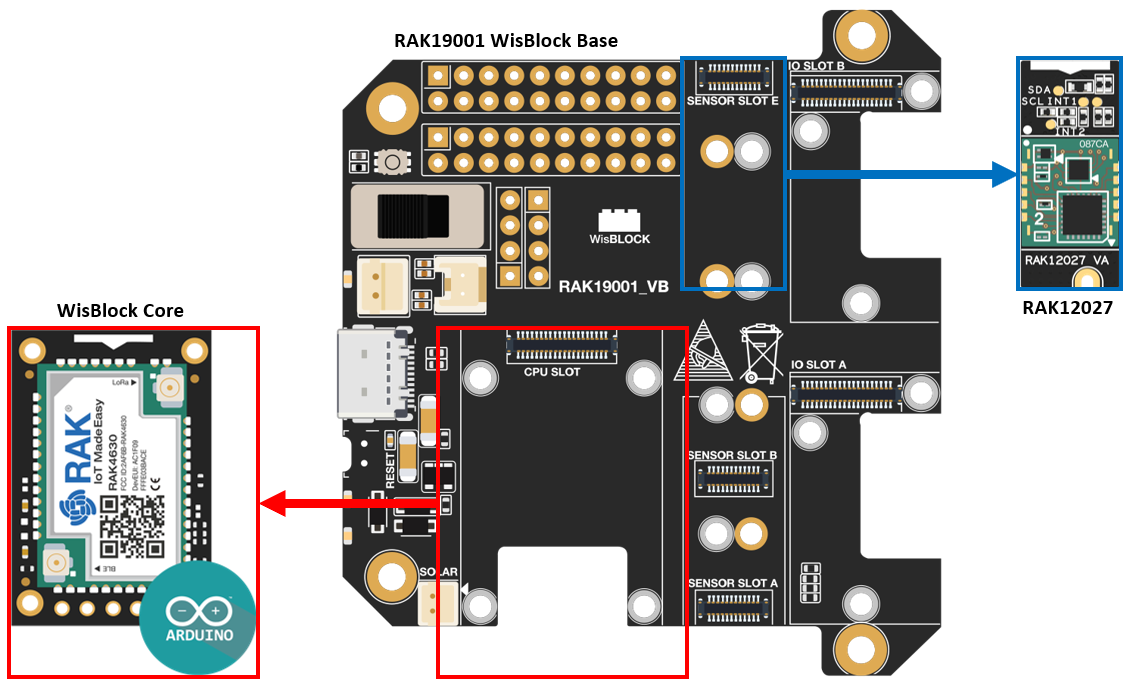 RAK19001 WisBlock Base
SENSOR SLOT E
IO SLOT B
WisBLOCK
RAK19001_VB
CPU SLOT
IO SLOT A
RESET
SENSOR SLOT B
SOLAR
SENSOR SLOT A
SDA
SCL INT1
INT2
087CA
2
RAK12027 VA
RAK12027
WisBlock Core
LoRa
RAK®
IoT Made Easy
RAK4630
FCC ID:2AF6B-RAK4630
DevEUI: AC1F09
FFFE03BACE
CE
BLE
ARDUINO